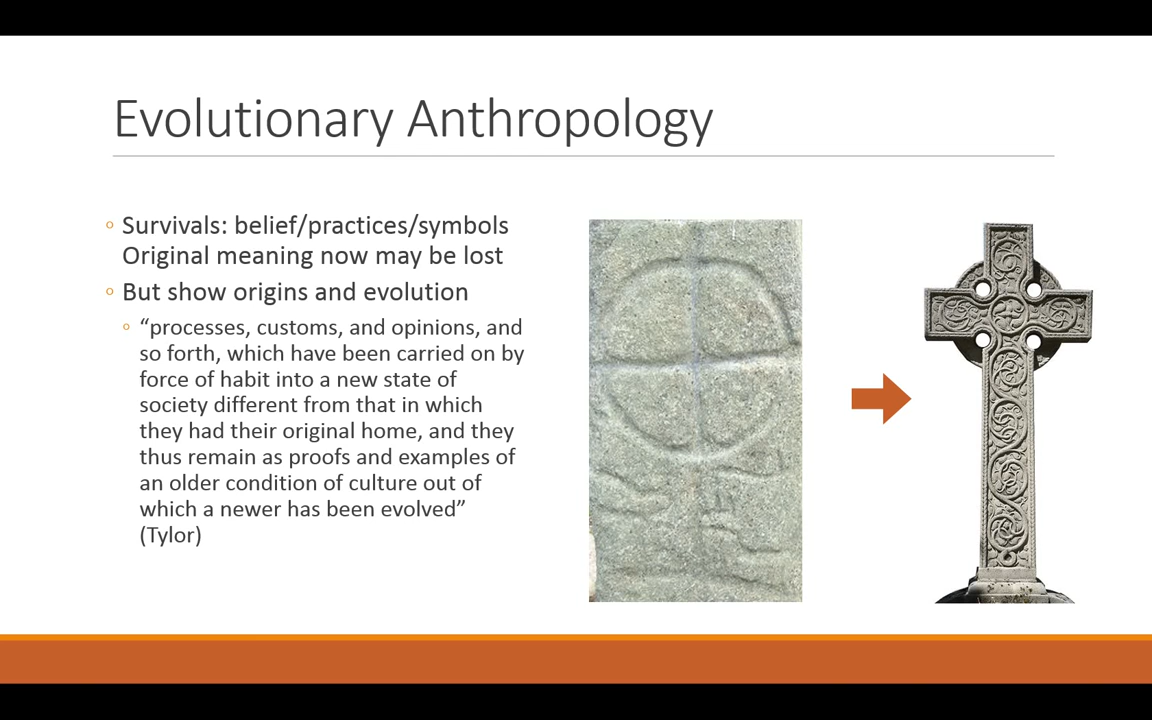 Evolutionary Anthropology
◦ Survivals: belief/practices/symbols
Original meaning now may be lost
◦ But show origins and evolution
◦ “processes, customs, and opinions, and
so forth, which have been carried on by
force of habit into a new state of
society different from that in which
they had their original home, and they
thus remain as proofs and examples of
an older condition of culture out of
which a newer has been evolved”
(Tylor)